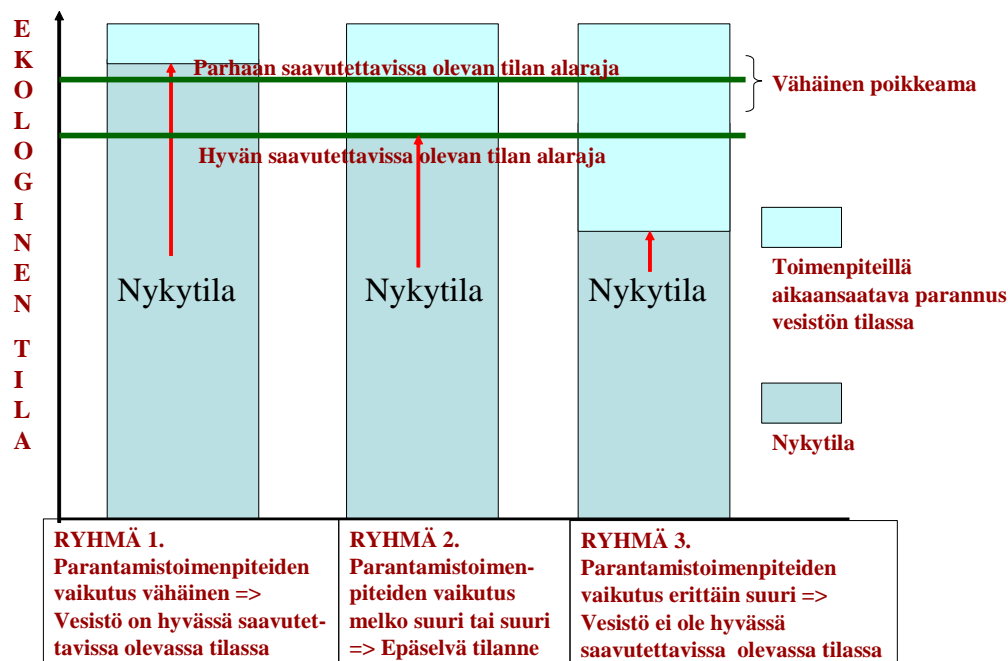 EKOLOGINEN TILA
Parhaan saavutettavissa olevan tilan alaraja
Vähäinen poikkeama
Hyvän saavutettavissa olevan tilan alaraja
Nykytila
Nykytila
Nykytila
Toimenpiteillä
aikaansaatava parannus
vesistön tilassa
Nykytila
RYHMÄ 1.
Parantamistoimenpiteiden
vaikutus vähäinen =>
Vesistö on hyvässä saavutet-
tavissa olevassa tilassa
RYHMÄ 2.
Parantamistoimen-
piteiden vaikutus
melko suuri tai suuri
=> Epäselvä tilanne
RYHMÄ 3.
Parantamistoimenpiteiden
vaikutus erittäin suuri =>
Vesistö ei ole hyvässä
saavutettavissa olevassa tilassa